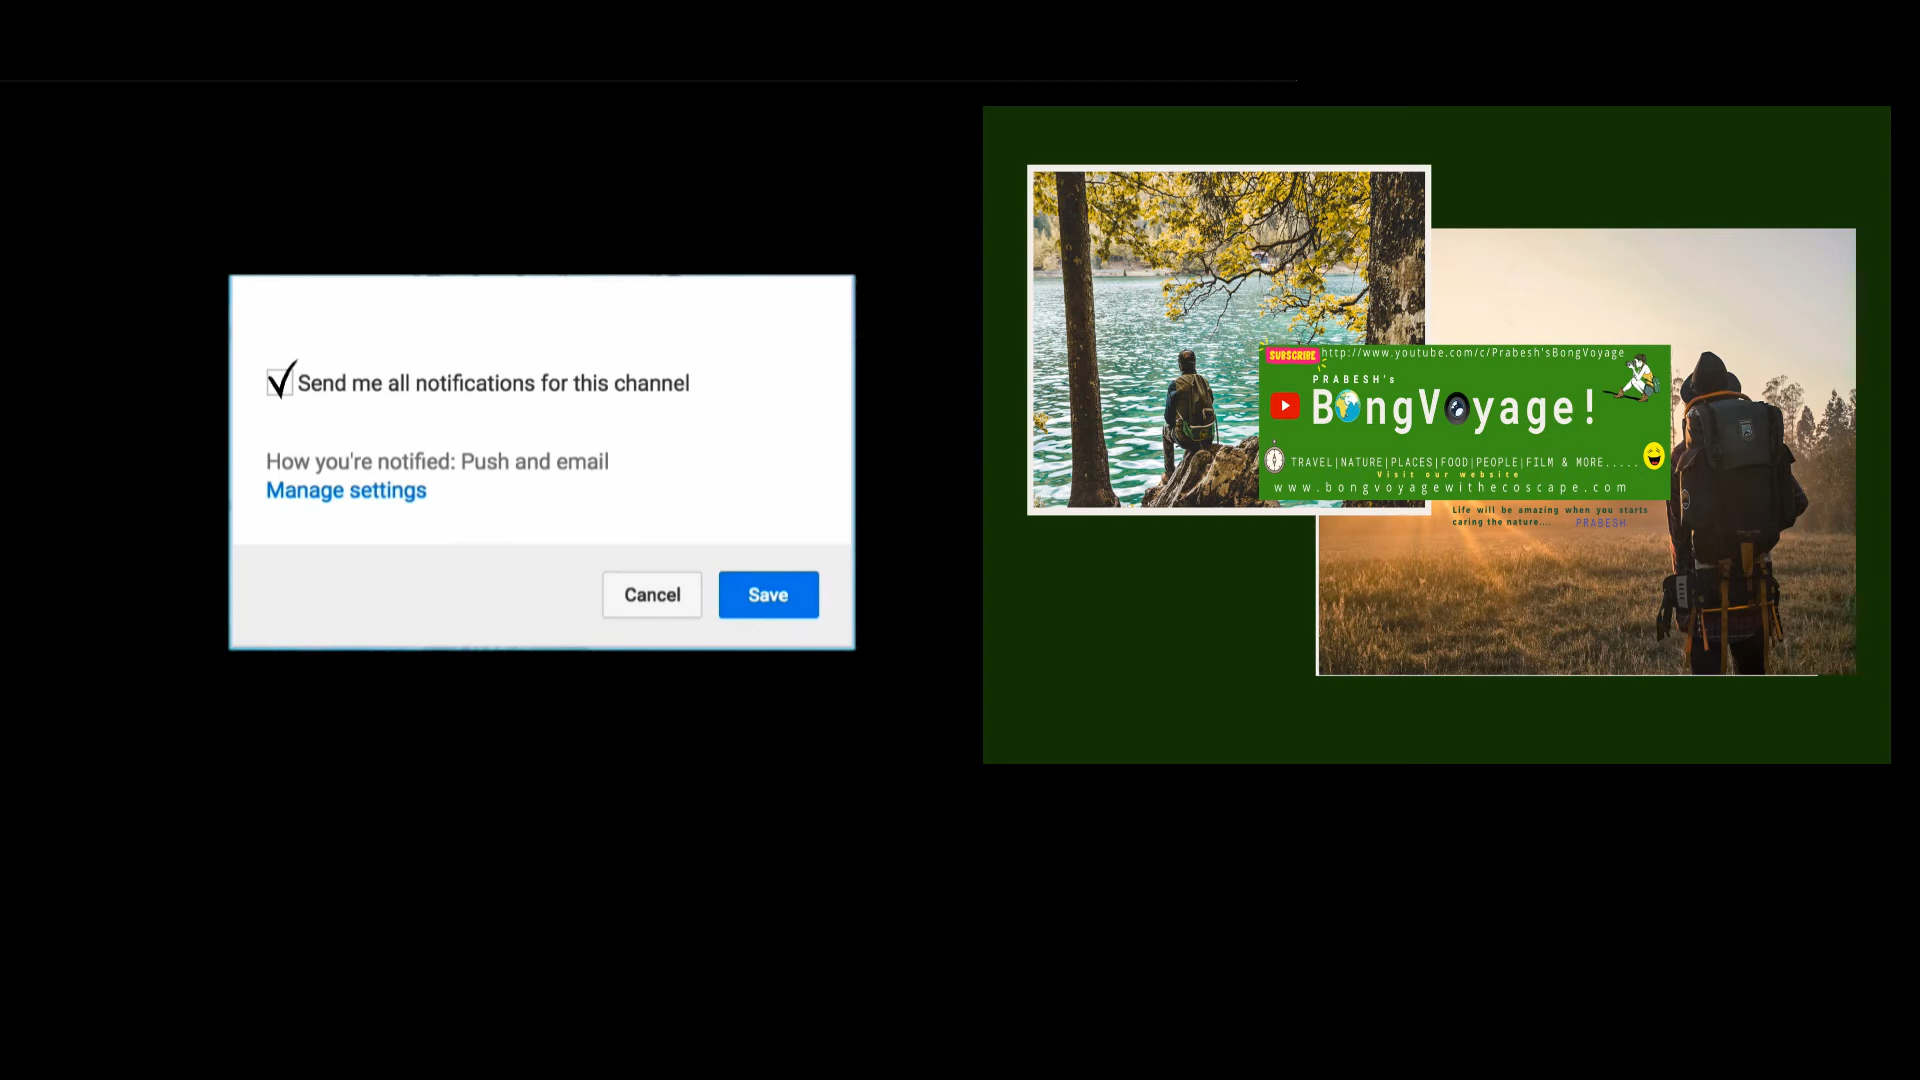 Send me all notifications for this channel
How you're notified: Push and email
Manage settings
Cancel
Save
SUBSCRIBE
http://www.youtube.com/c/Prabesh'sBongVoyage
PRABESH's
BongVoyage!
TRAVEL|NATURE|PLACES|FOOD|PEOPLE|FILM & MORE.....
Visit our website
www.bongvoyagewithecoscape.com
Life will be amazing when you starts
caring the nature....
PRABESH